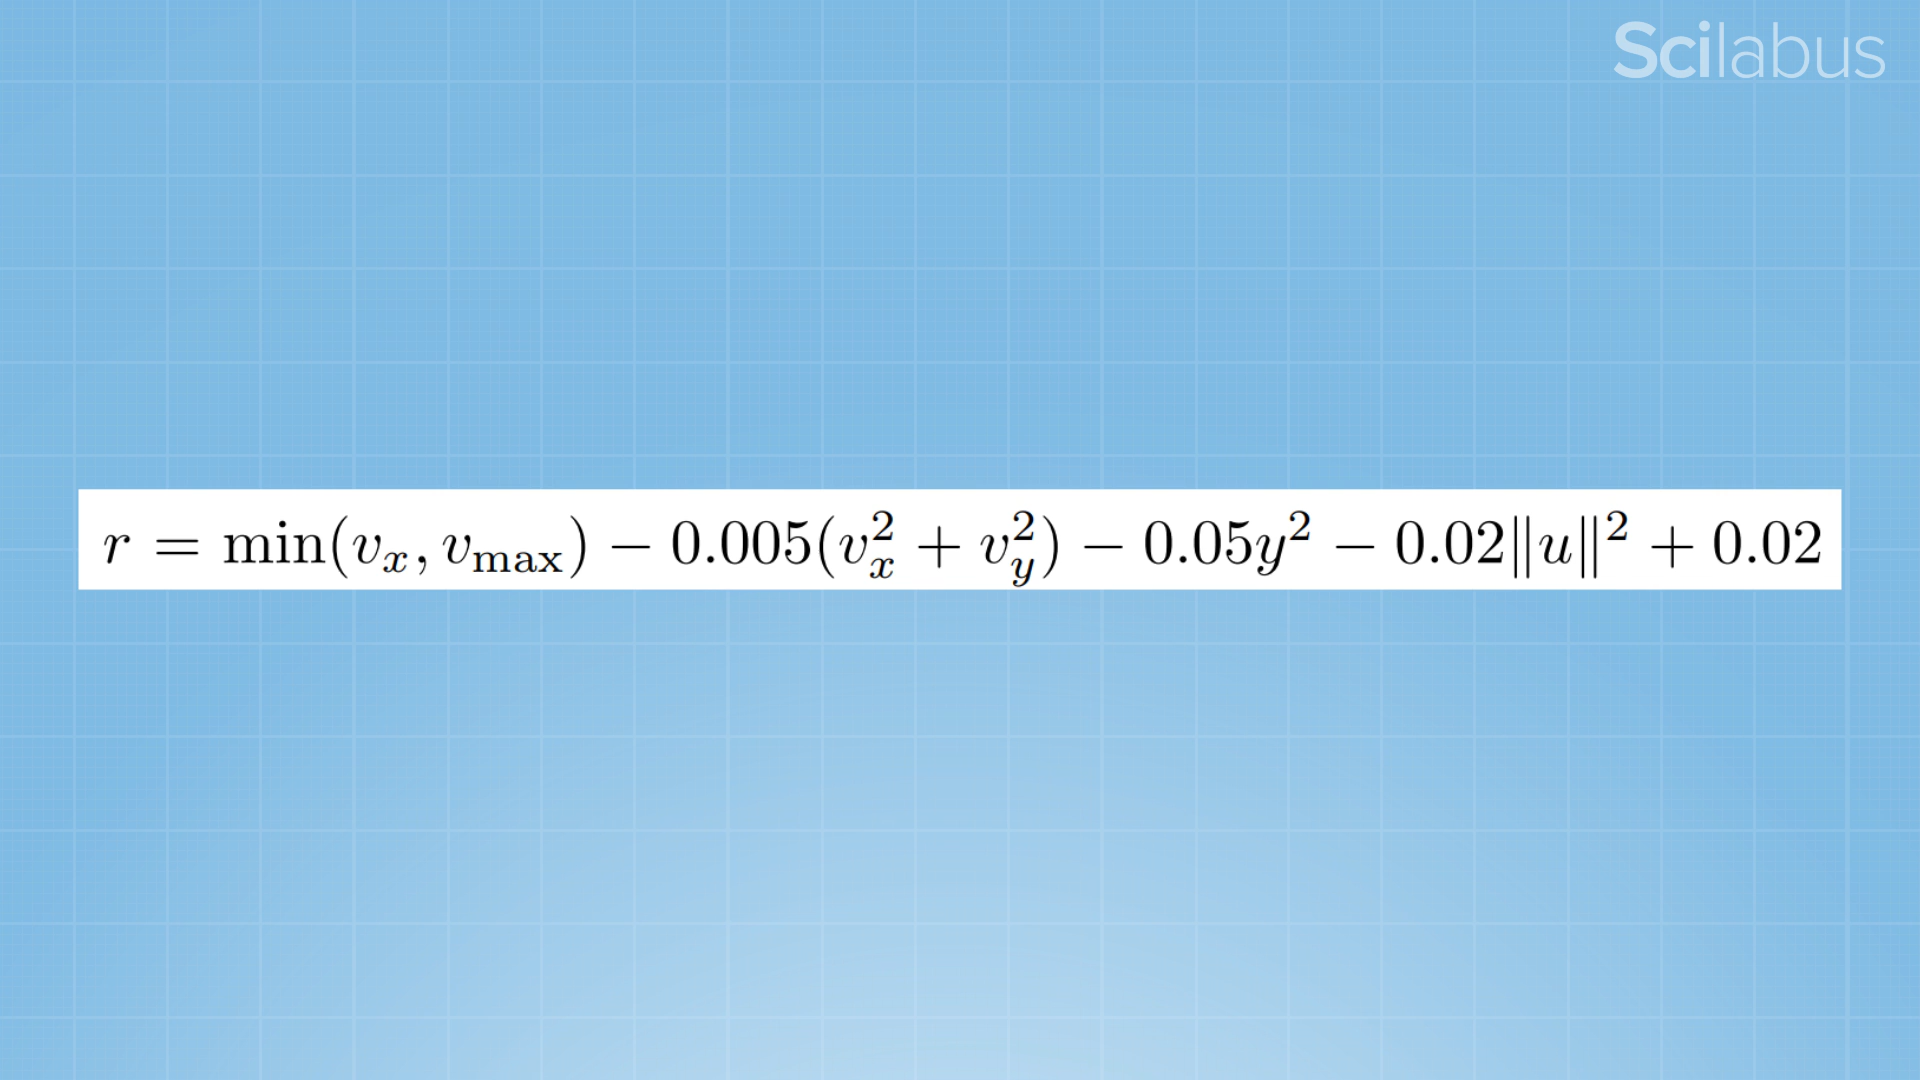 Scilabus
r = min(v_x, v_max) − 0.005(v_x^2 + v_y^2) − 0.05y^2 − 0.02‖u‖^2 + 0.02